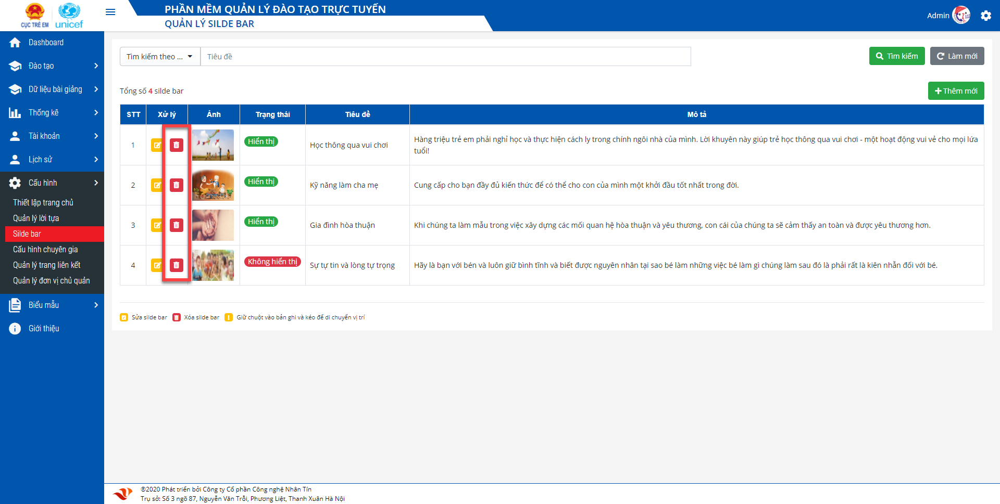 CỤC TRẺ EM
unicef
PHẦN MỀM QUẢN LÝ ĐÀO TẠO TRỰC TUYẾN
QUẢN LÝ SILDE BAR
Admin
Dashboard
Đào tạo
Dữ liệu bài giảng
Thống kê
Tài khoản
Lịch sử
Cấu hình
Thiết lập trang chủ
Quản lý lời tựa
Silde bar
Cấu hình chuyên gia
Quản lý trang liên kết
Quản lý đơn vị chủ quản
Biểu mẫu
Giới thiệu
Tìm kiếm theo ...
Tiêu đề
Tìm kiếm
Làm mới
Tổng số 4 silde bar
Thêm mới
STT Xử lý Ảnh Trạng thái Tiêu đề Mô tả
1 Hiển thị Học thông qua vui chơi Hàng triệu trẻ em phải nghỉ học và thực hiện cách ly trong chính ngôi nhà của mình. Lời khuyên này giúp trẻ học thông qua vui chơi - một hoạt động vui vẻ cho mọi lứa
tuổi!
2 Hiển thị Kỹ năng làm cha mẹ Cung cấp cho bạn đầy đủ kiến thức để có thể cho con của mình một khởi đầu tốt nhất trong đời.
3 Hiển thị Gia đình hòa thuận Khi chúng ta làm mẫu trong việc xây dựng các mối quan hệ hòa thuận và yêu thương, con cái của chúng ta sẽ cảm thấy an toàn và được yêu thương hơn.
4 Không hiển thị Sự tự tin và lòng tự trọng Hãy là bạn với bén và luôn giữ bình tĩnh và biết được nguyên nhân tại sao bé làm những việc bé làm gì chúng làm sau đó là phải rất là kiên nhẫn đối với bé.
Sửa silde bar Xóa silde bar Giữ chuột vào bản ghi và kéo để di chuyển vị trí
©2020 Phát triển bởi Công ty Cổ phần Công nghệ Nhân Tín
Trụ sở: Số 3 ngõ 87, Nguyễn Văn Trỗi, Phương Liệt, Thanh Xuân Hà Nội